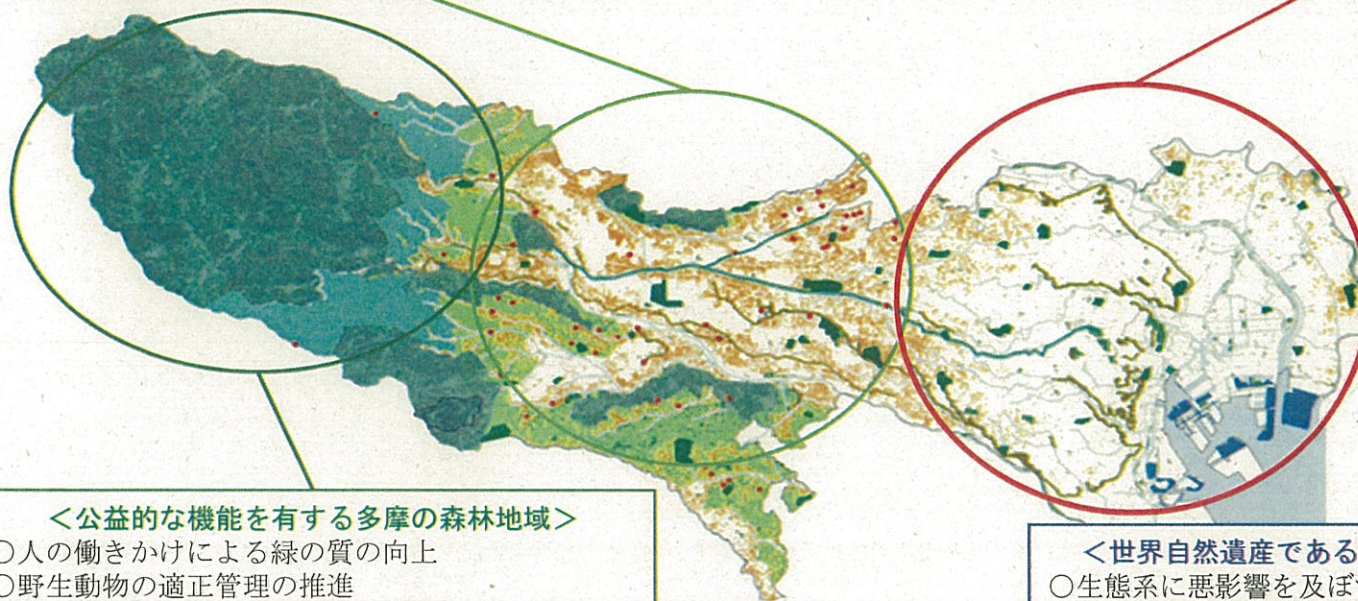 ＜公益的な機能を有する多摩の森林地域＞
○人の働きかけによる緑の質の向上
○野生動物の適正管理の推進
＜世界自然遺産である
○生態系に悪影響を及ぼ